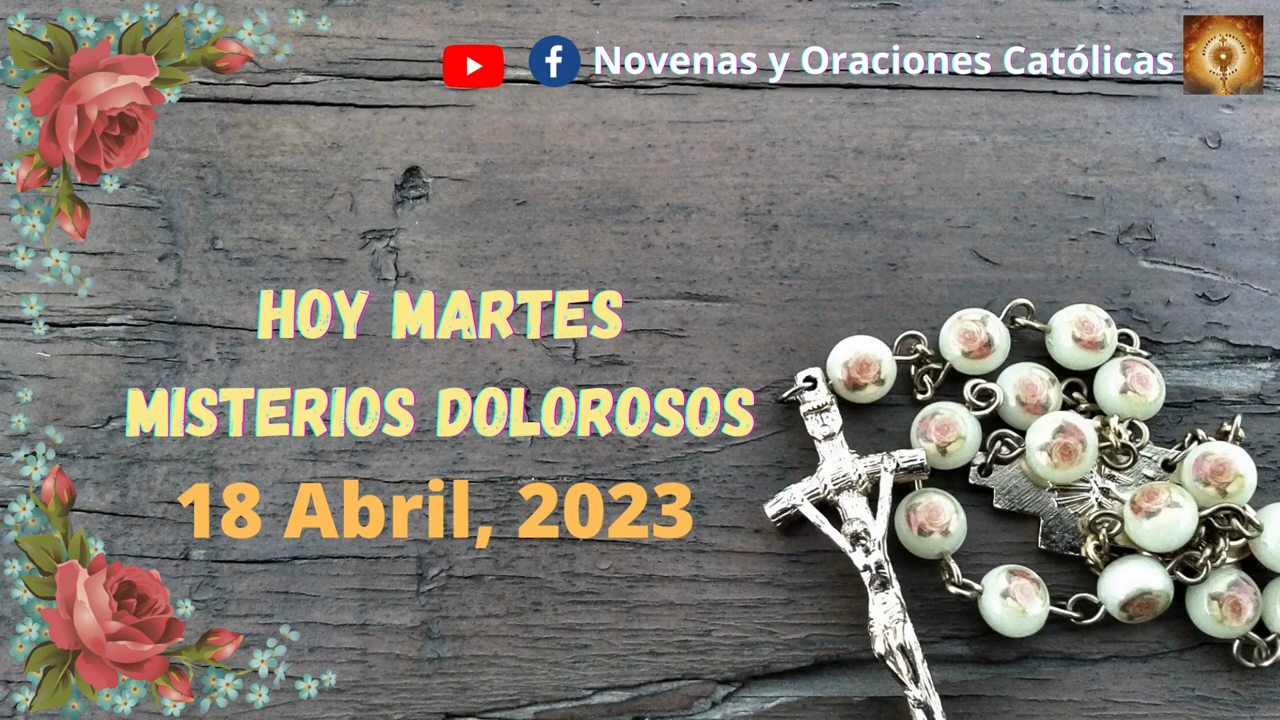 Novenas y Oraciones Católicas
HOY MARTES
MISTERIOS DOLOROSOS
18 Abril, 2023